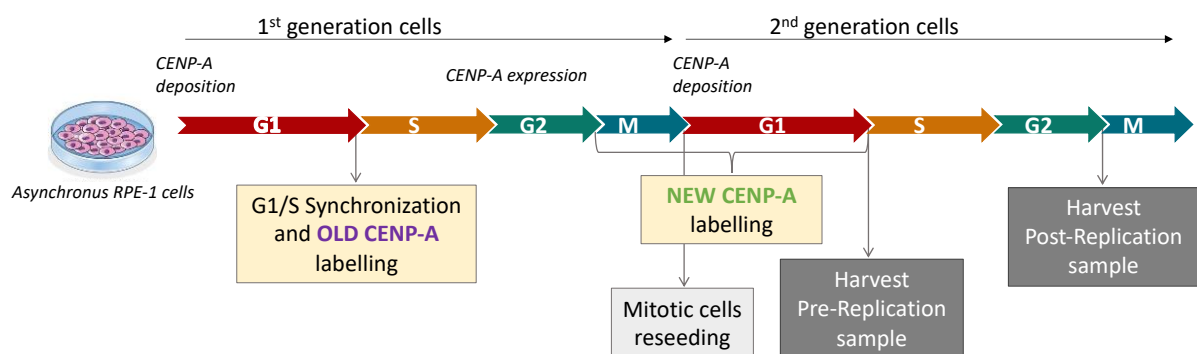 1st generation cells
2nd generation cells
CENP-A
deposition
CENP-A expression
CENP-A
deposition
G1
S
G2
M
G1
S
G2
M
Asynchronus RPE-1 cells
G1/S Synchronization
and OLD CENP-A
labelling
NEW CENP-A
labelling
Mitotic cells
reseeding
Harvest
Pre-Replication
sample
Harvest
Post-Replication
sample